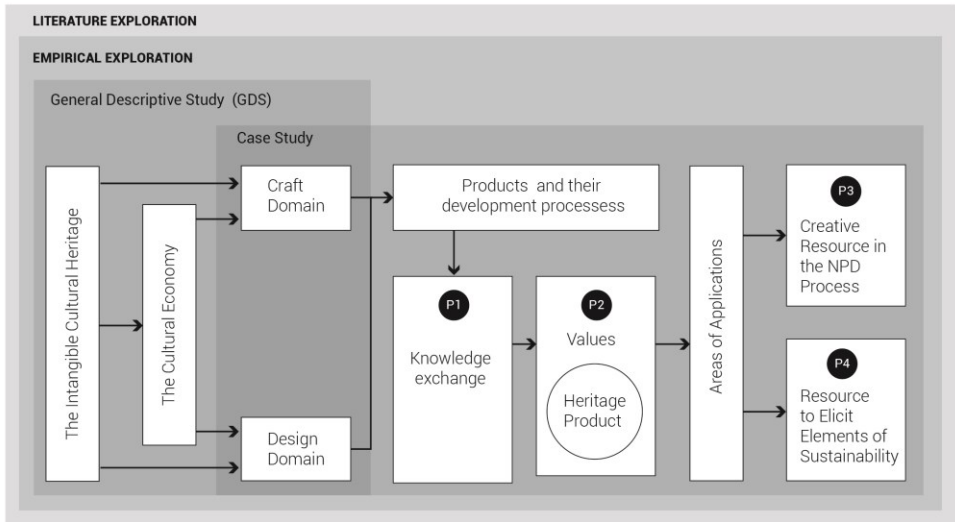 LITERATURE EXPLORATION
EMPIRICAL EXPLORATION
General Descriptive Study (GDS)
Case Study
The Intangible Cultural Heritage
The Cultural Economy
Craft
Domain
Design
Domain
Products and their
development processess
P1
Knowledge
exchange
P2
Values
Heritage
Product
Areas of Applications
P3
Creative
Resource in
the NPD
Process
P4
Resource
to Elicit
Elements of
Sustainability